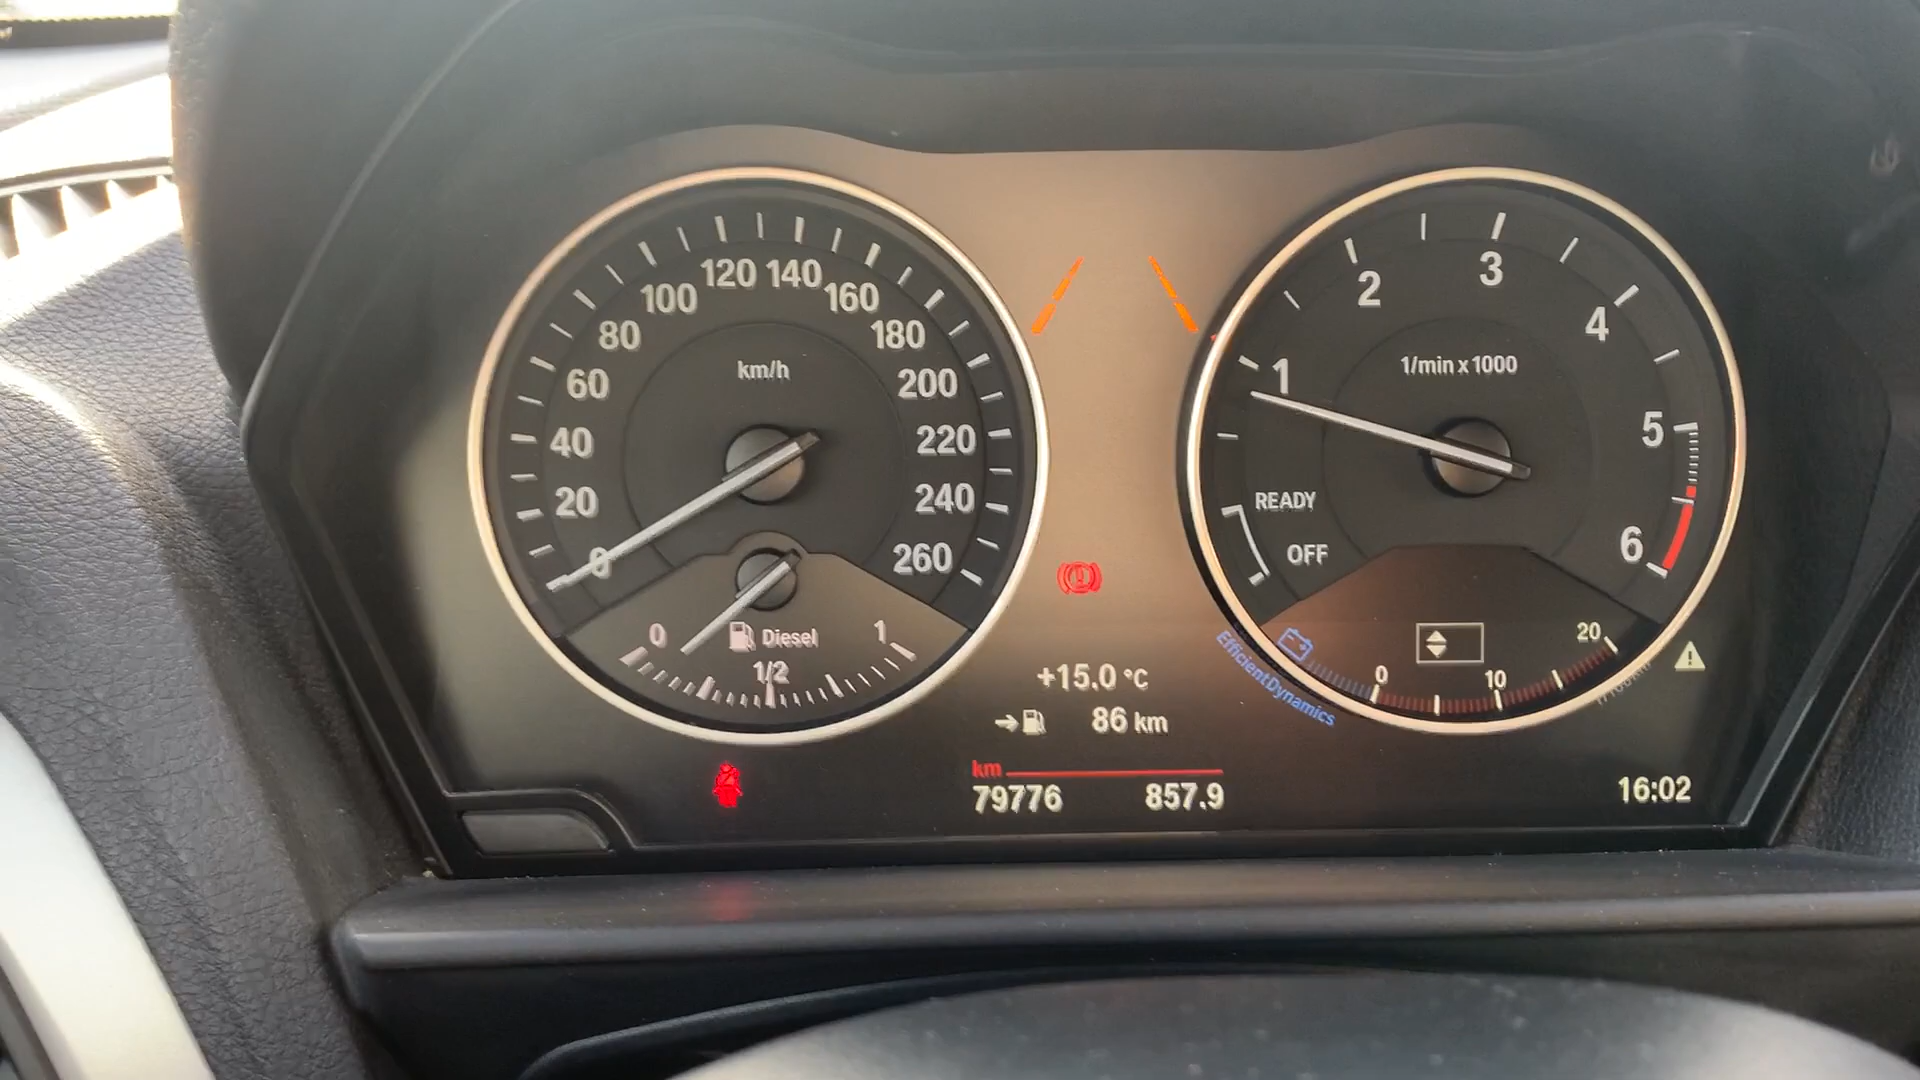 120 140
100 160
80 180
60 200
40 220
20 240
0 260
km/h
0 1
Diesel
1/2
1 2 3 4 5 6
1/min x 1000
READY
OFF
EfficientDynamics
0 10 20
+15.0 °C
86 km
km
79776 857.9
16:02